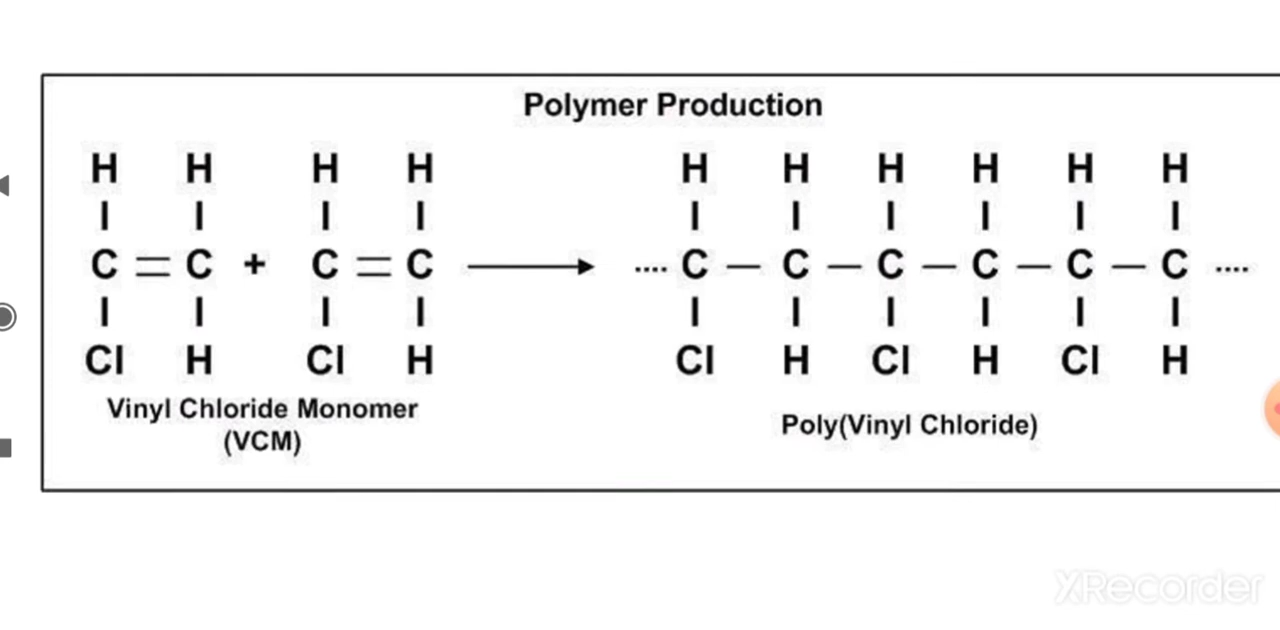 Polymer Production
H H H H H H H H H H
C = C + C = C → .... C — C — C — C — C — C ....
Cl H Cl H Cl H Cl H Cl H
Vinyl Chloride Monomer
(VCM)
Poly(Vinyl Chloride)
XRecorder